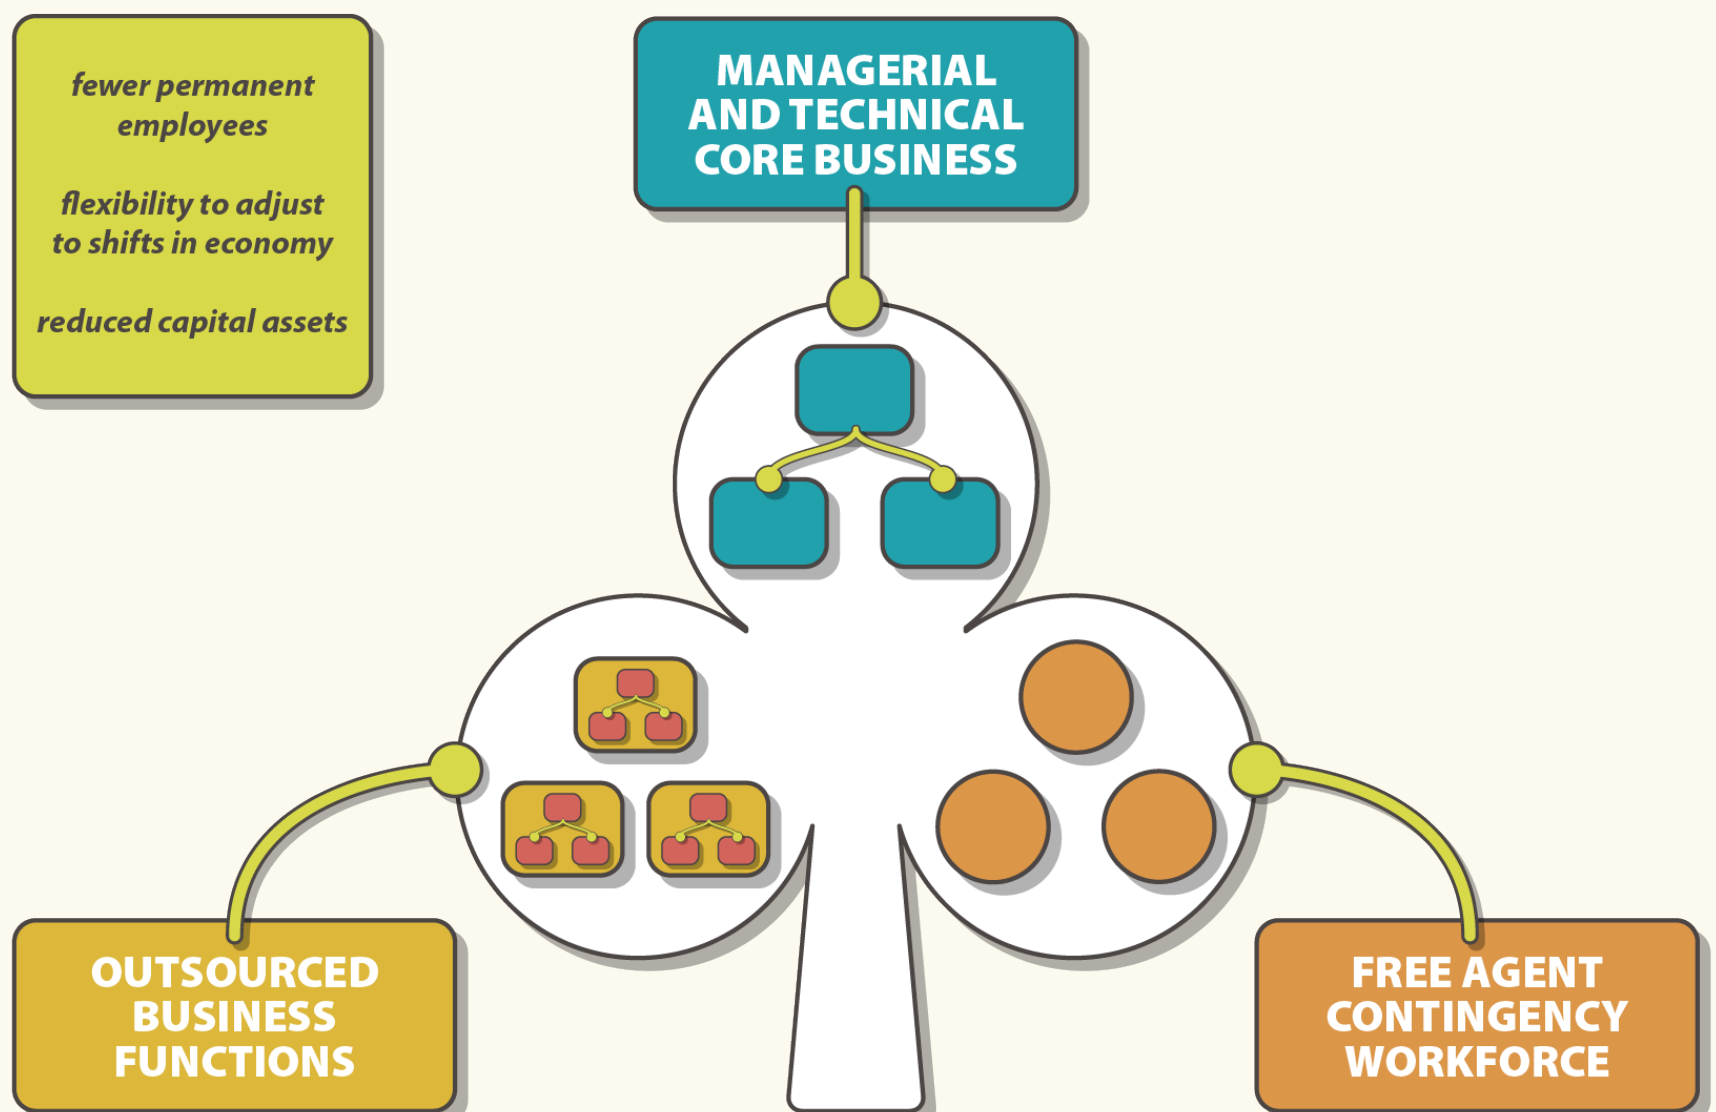 fewer permanent
employees
flexibility to adjust
to shifts in economy
reduced capital assets
MANAGERIAL
AND TECHNICAL
CORE BUSINESS
OUTSOURCED
BUSINESS
FUNCTIONS
FREE AGENT
CONTINGENCY
WORKFORCE